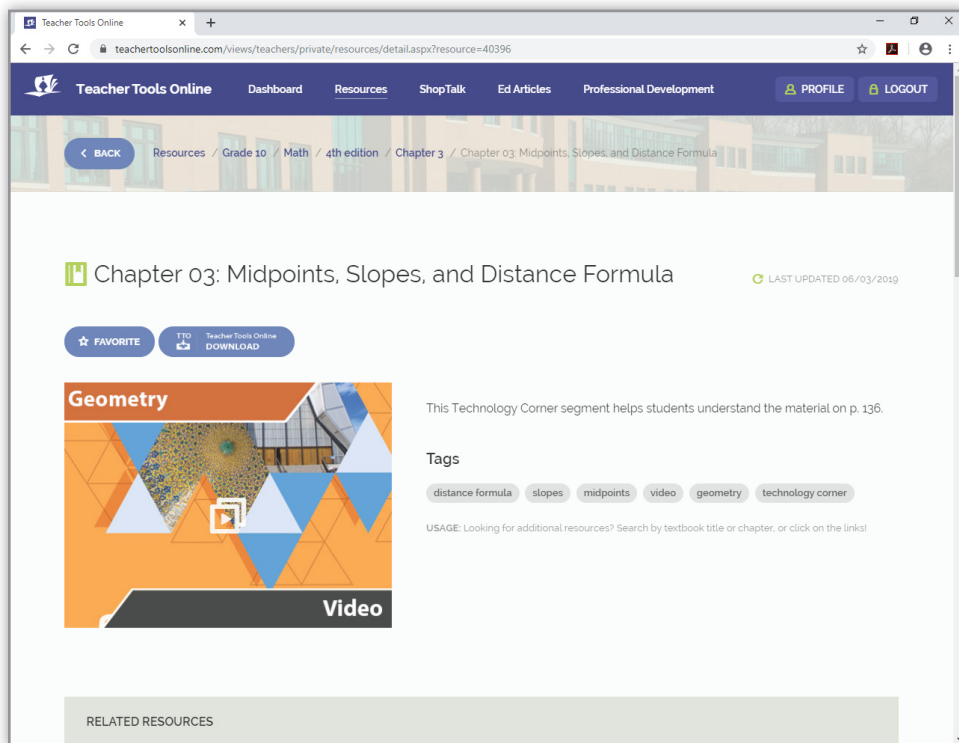 Teacher Tools Online
teachertoolsonline.com/views/teachers/private/resources/detail.aspx?resource=40396
Teacher Tools Online Dashboard Resources ShopTalk Ed Articles Professional Development PROFILE LOGOUT
BACK Resources / Grade 10 / Math / 4th edition / Chapter 3 / Chapter 03: Midpoints, Slopes, and Distance Formula
Chapter 03: Midpoints, Slopes, and Distance Formula
LAST UPDATED 06/03/2019
FAVORITE
TTO Teacher Tools Online
DOWNLOAD
Geometry
Video
This Technology Corner segment helps students understand the material on p. 136.
Tags
distance formula slopes midpoints video geometry technology corner
USAGE: Looking for additional resources? Search by textbook title or chapter, or click on the links!
RELATED RESOURCES